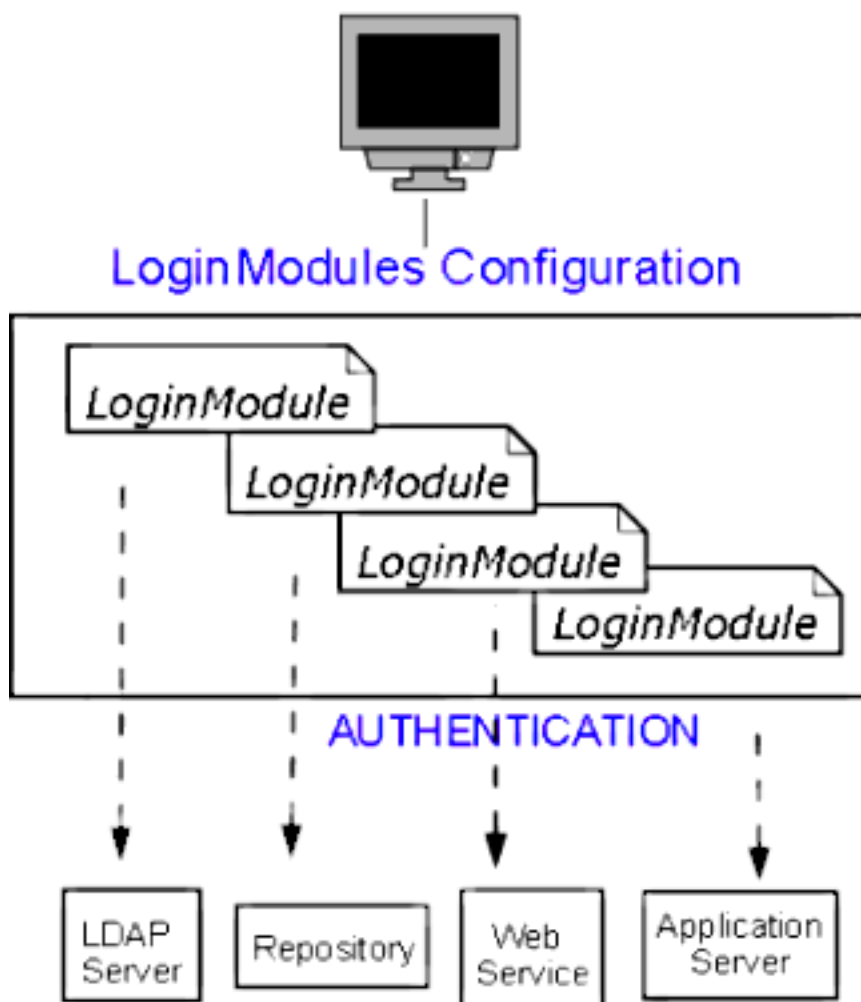 LoginModules Configuration
LoginModule
LoginModule
LoginModule
LoginModule
AUTHENTICATION
LDAP
Server
Repository
Web
Service
Application
Server